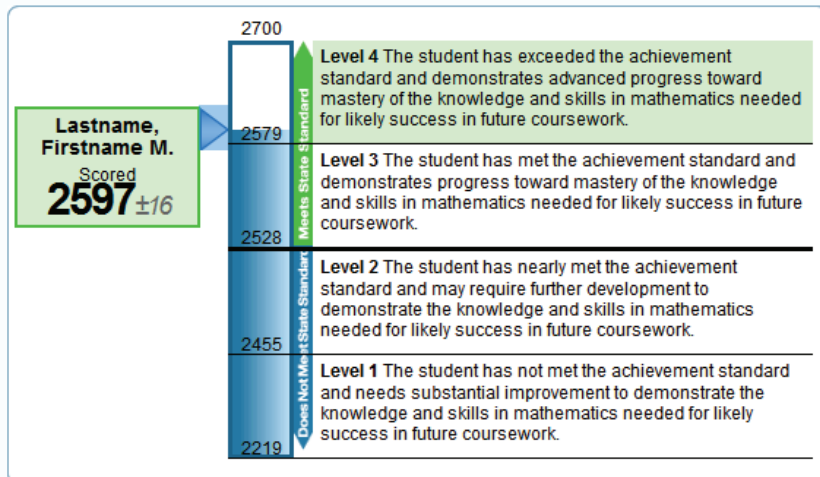 2700
Level 4 The student has exceeded the achievement
standard and demonstrates advanced progress toward
mastery of the knowledge and skills in mathematics needed
for likely success in future coursework.
Lastname,
Firstname M.
Scored
2597 ±16
2579
Meets State Standard
Level 3 The student has met the achievement standard and
demonstrates progress toward mastery of the knowledge
and skills in mathematics needed for likely success in future
coursework.
2528
Level 2 The student has nearly met the achievement
standard and may require further development to
demonstrate the knowledge and skills in mathematics
needed for likely success in future coursework.
2455
Does Not Meet State Standard
Level 1 The student has not met the achievement standard
and needs substantial improvement to demonstrate the
knowledge and skills in mathematics needed for likely
success in future coursework.
2219